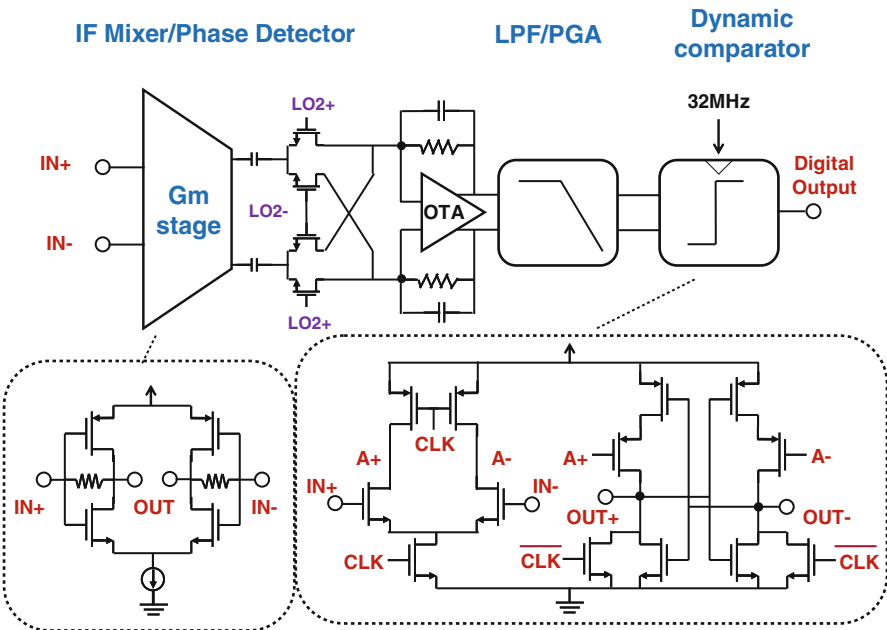 IF Mixer/Phase Detector
LPF/PGA
Dynamic
comparator
LO2+
32MHz
IN+
Gm
stage
LO2-
OTA
Digital
Output
IN-
LO2+
IN+
OUT
IN-
CLK
A+
A-
IN+
IN-
CLK
A+
A-
OUT+
OUT-
CLK
CLK